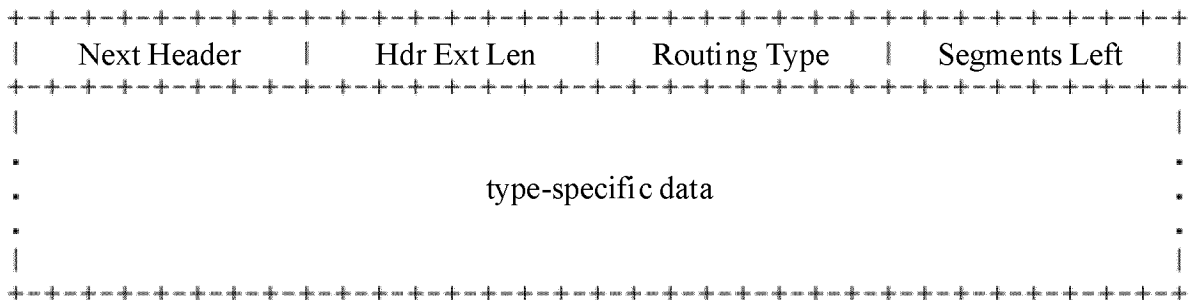 Next Header Hdr Ext Len Routing Type Segments Left
type-specific data